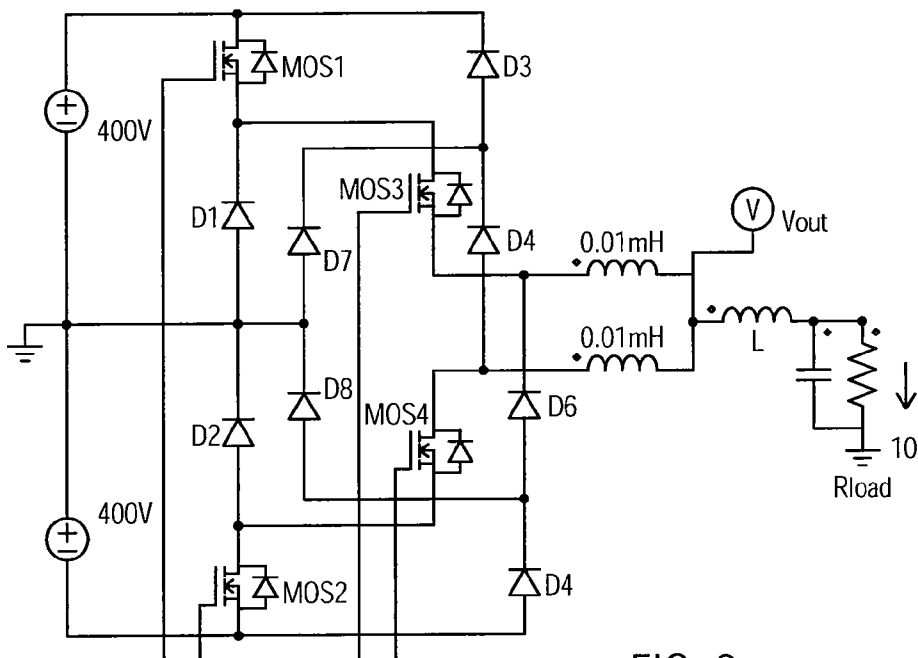 MOS1
D3
400V
MOS3
D1
D7
D4
V
Vout
0.01mH
0.01mH
L
D8
D6
MOS4
D2
10
Rload
400V
MOS2
D4